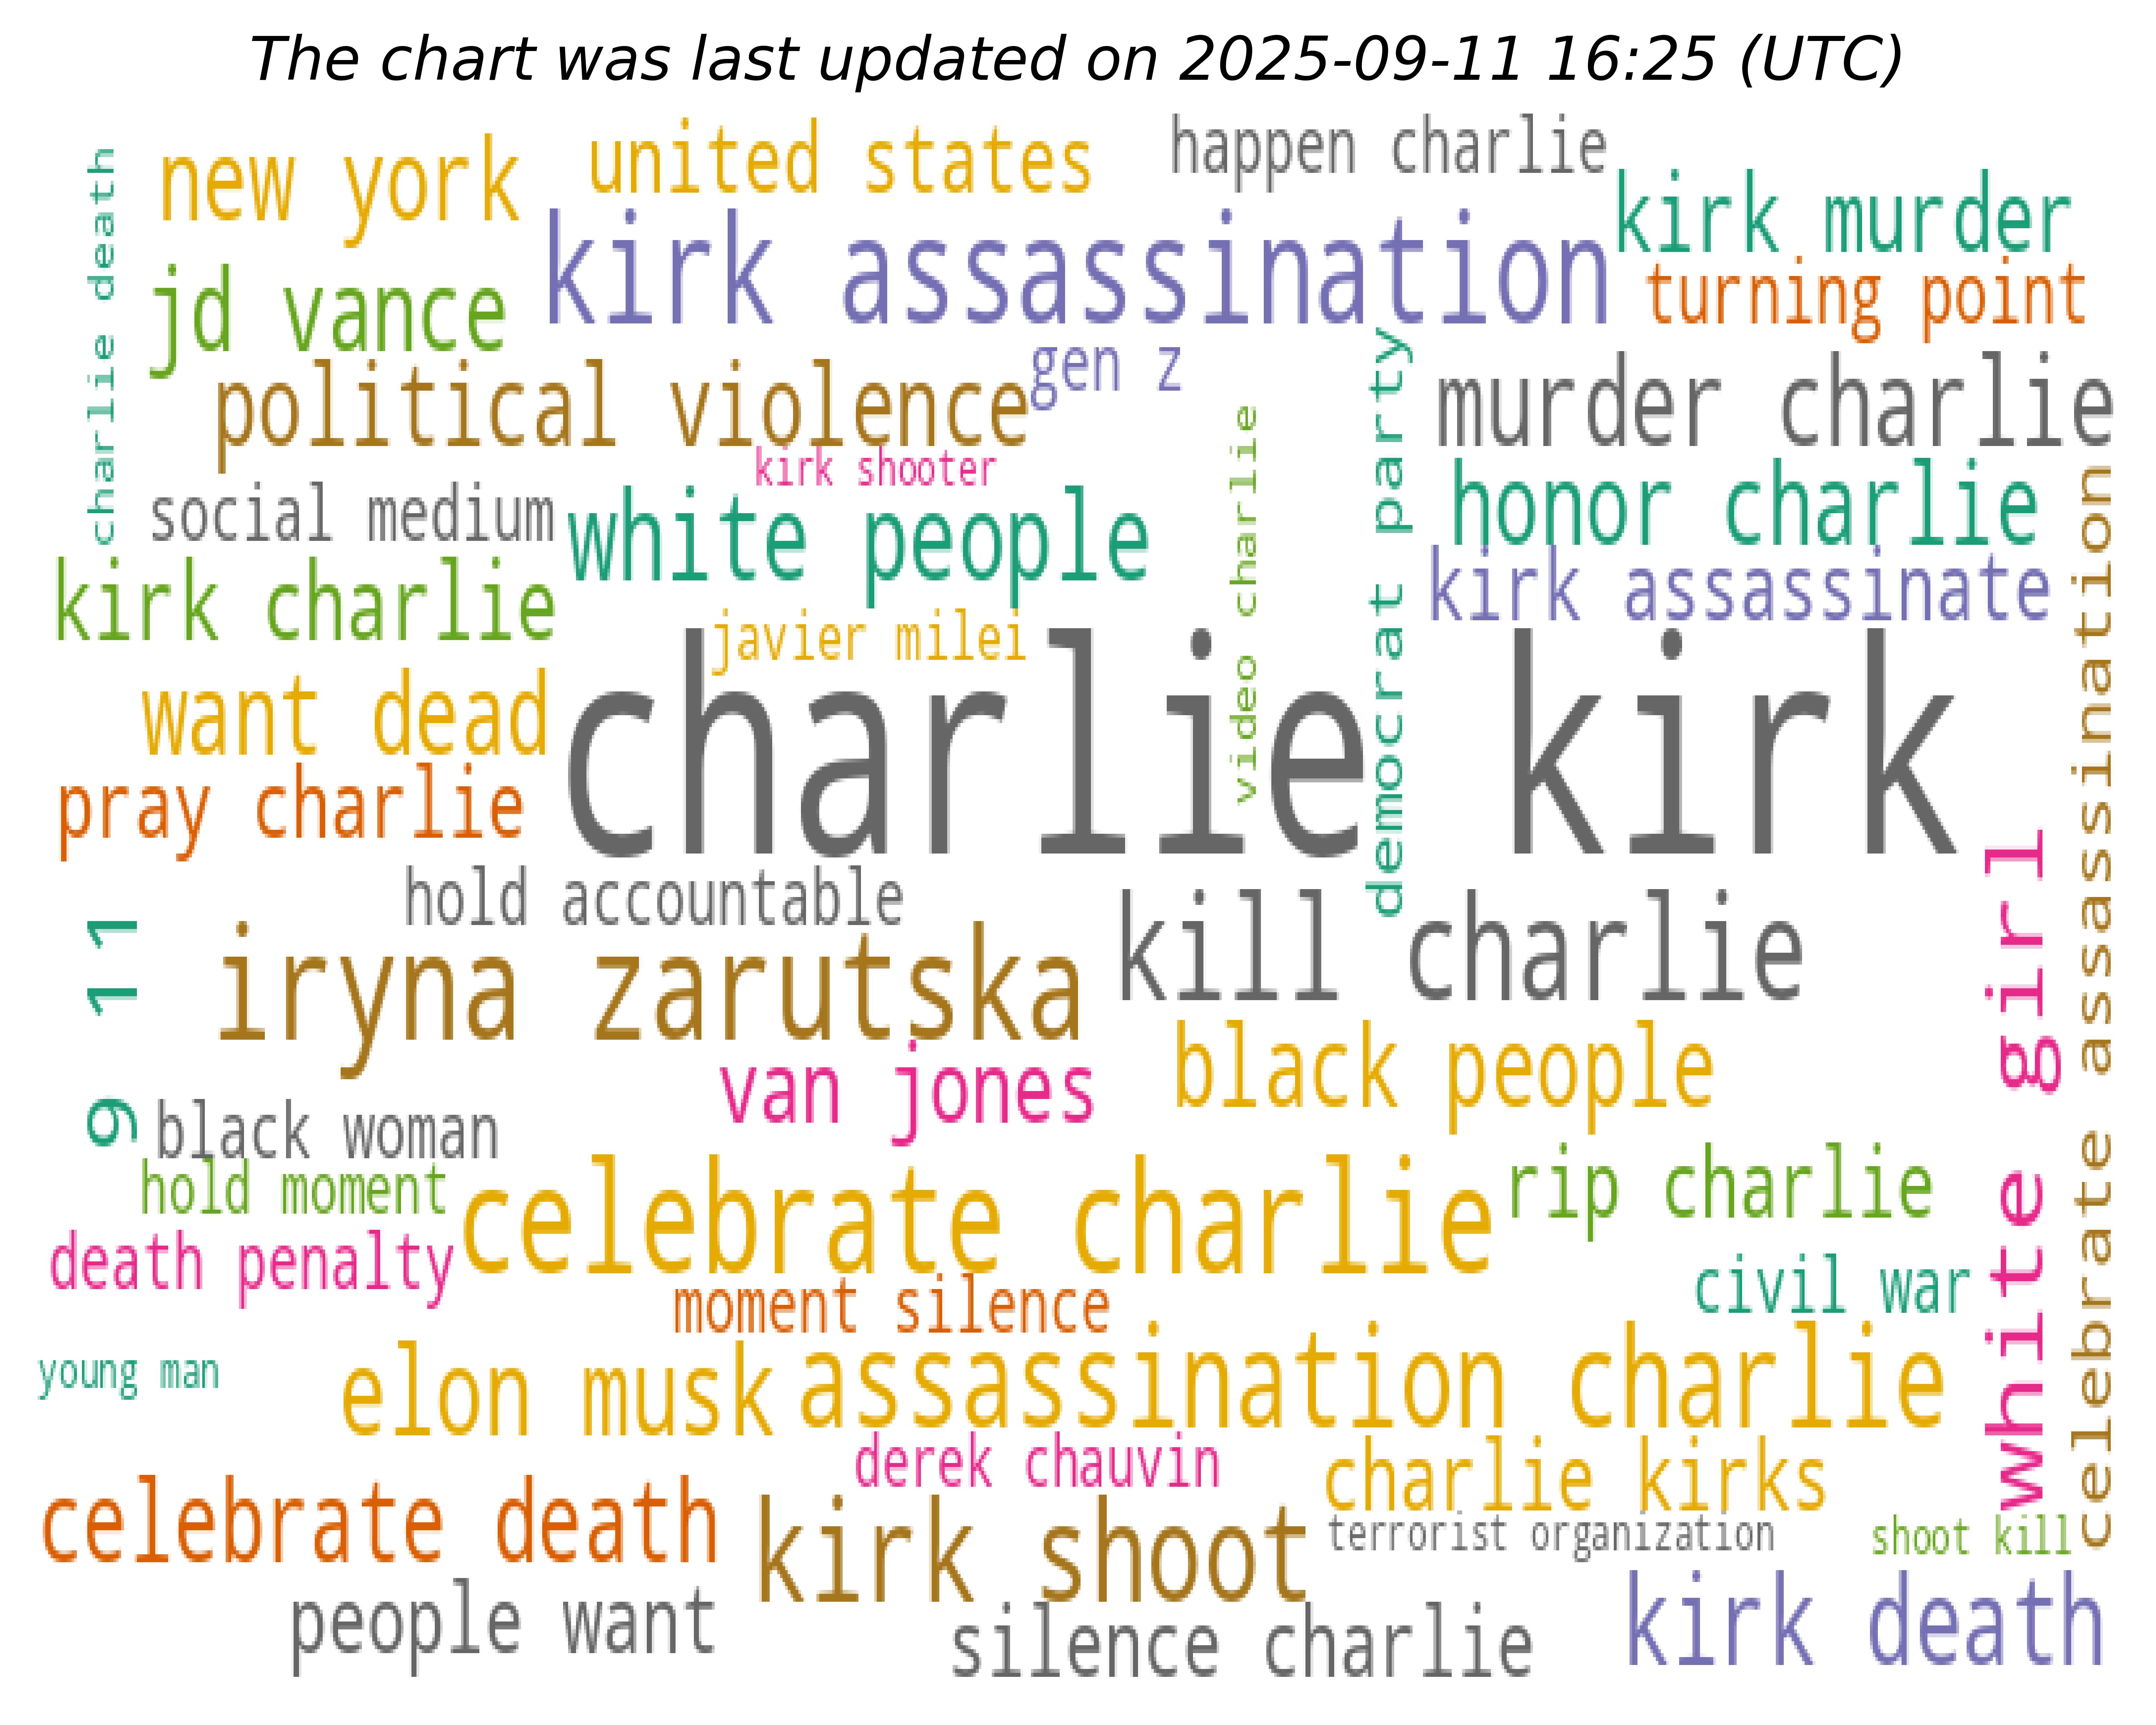 The chart was last updated on 2025-09-11 16:25 (UTC)
happen charlie
united states
new york
kirk murder
charlie death
kirk assassination
turning point
jd vance
gen z
political violence
murder charlie
democrat party
kirk shooter
video charlie
honor charlie
social medium
white people
kirk assassinate
kirk charlie
javier milei
celebrate assassination
charlie kirk
want dead
pray charlie
hold accountable
white girl
kill charlie
9 11
iryna zarutska
black people
van jones
black woman
rip charlie
hold moment
celebrate charlie
death penalty
civil war
moment silence
young man
elon musk
assassination charlie
derek chauvin
charlie kirks
celebrate death
kirk shoot
terrorist organization
shoot kill
people want
silence charlie
kirk death